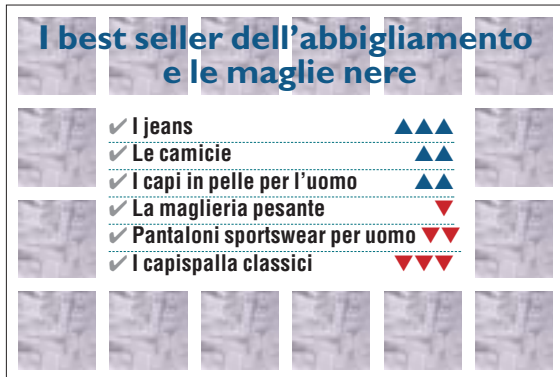 I best seller dell'abbigliamento
e le maglie nere
✔ I jeans ▲▲▲
✔ Le camicie ▲▲
✔ I capi in pelle per l'uomo ▲▲
✔ La maglieria pesante ▼
✔ Pantaloni sportswear per uomo ▼▼
✔ I capispalla classici ▼▼▼